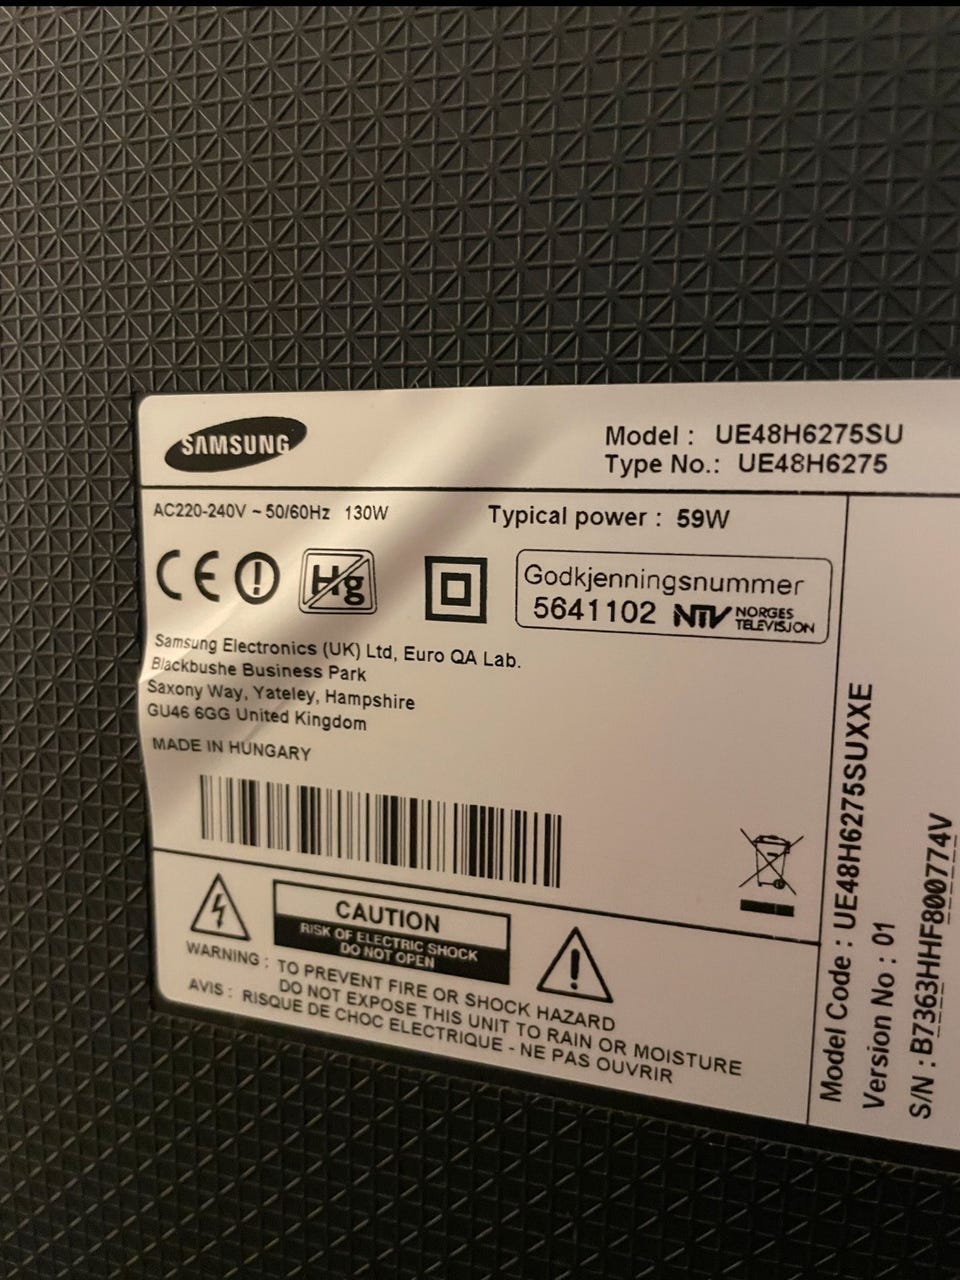 SAMSUNG
Model : UE48H6275SU
Type No.: UE48H6275
AC220-240V ~ 50/60Hz 130W
Typical power : 59W
CE
Hg
Godkjenningsnummer
5641102 NTV NORGES
TELEVISJON
Samsung Electronics (UK) Ltd, Euro QA Lab.
Blackbushe Business Park
Saxony Way, Yateley, Hampshire
GU46 6GG United Kingdom
MADE IN HUNGARY
CAUTION
RISK OF ELECTRIC SHOCK
DO NOT OPEN
WARNING : TO PREVENT FIRE OR SHOCK HAZARD
DO NOT EXPOSE THIS UNIT TO RAIN OR MOISTURE
AVIS : RISQUE DE CHOC ELECTRIQUE - NE PAS OUVRIR
Model Code : UE48H6275SUXXE
Version No : 01
S/N : B7363HHF800774V